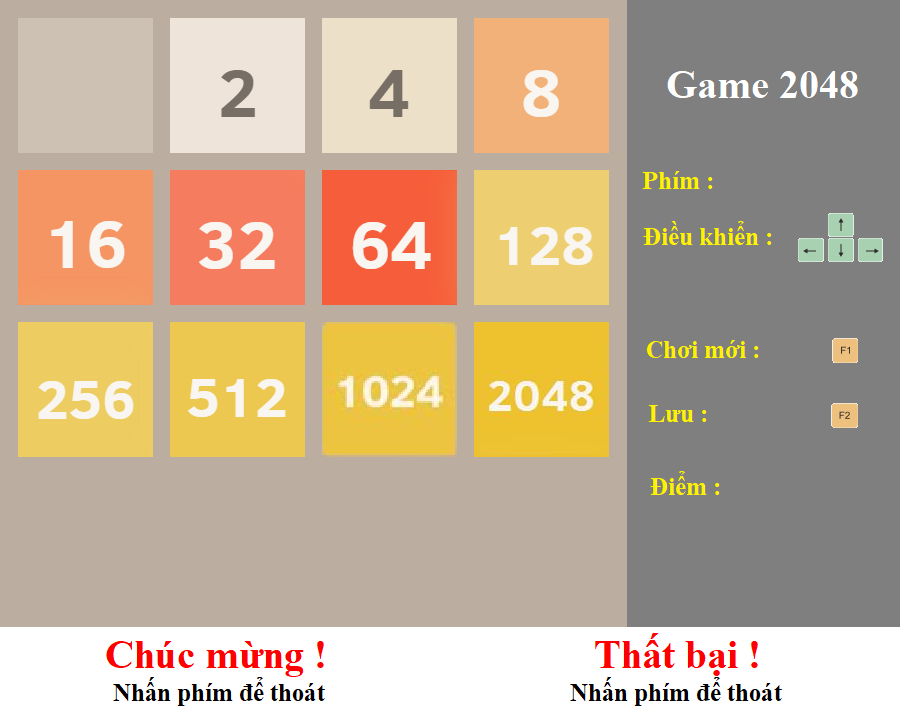 2 4 8
16 32 64 128
256 512 1024 2048
Game 2048
Phím :
Điều khiển :
↑
← ↓ →
Chơi mới : F1
Lưu : F2
Điểm :
Chúc mừng !
Nhấn phím để thoát
Thất bại !
Nhấn phím để thoát